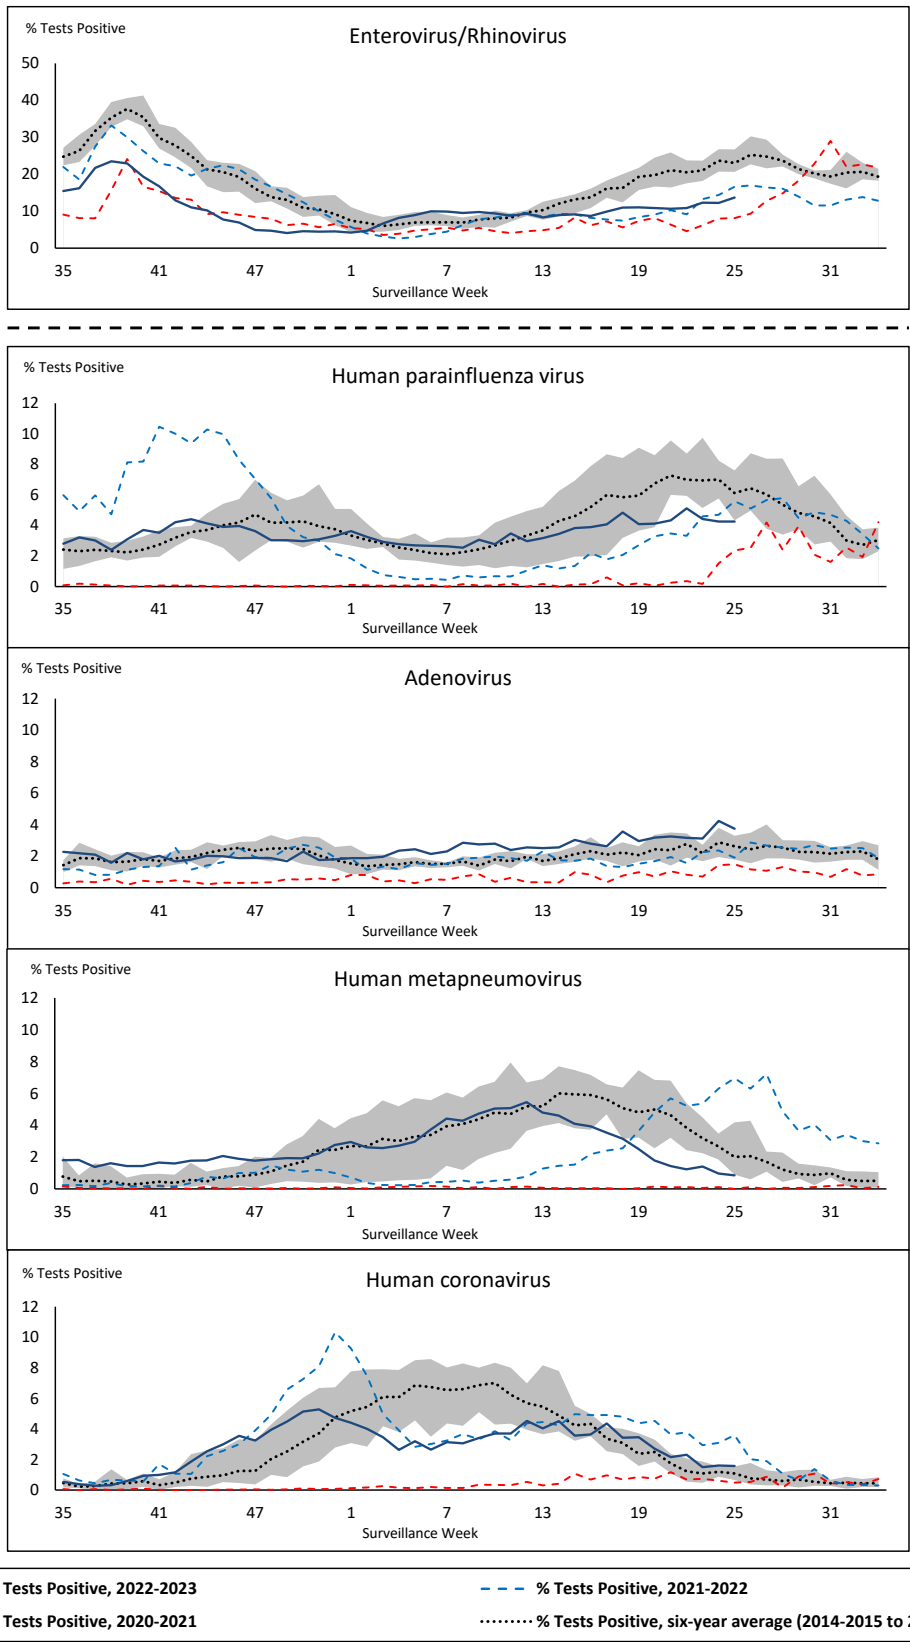 % Tests Positive
Enterovirus/Rhinovirus
50
40
30
20
10
0
35 41 47 1 7 13 19 25 31
Surveillance Week
% Tests Positive
Human parainfluenza virus
12
10
8
6
4
2
0
35 41 47 1 7 13 19 25 31
Surveillance Week
% Tests Positive
Adenovirus
12
10
8
6
4
2
0
35 41 47 1 7 13 19 25 31
Surveillance Week
% Tests Positive
Human metapneumovirus
12
10
8
6
4
2
0
35 41 47 1 7 13 19 25 31
Surveillance Week
% Tests Positive
Human coronavirus
12
10
8
6
4
2
0
35 41 47 1 7 13 19 25 31
Surveillance Week
Tests Positive, 2022-2023 % Tests Positive, 2021-2022
Tests Positive, 2020-2021 % Tests Positive, six-year average (2014-2015 to